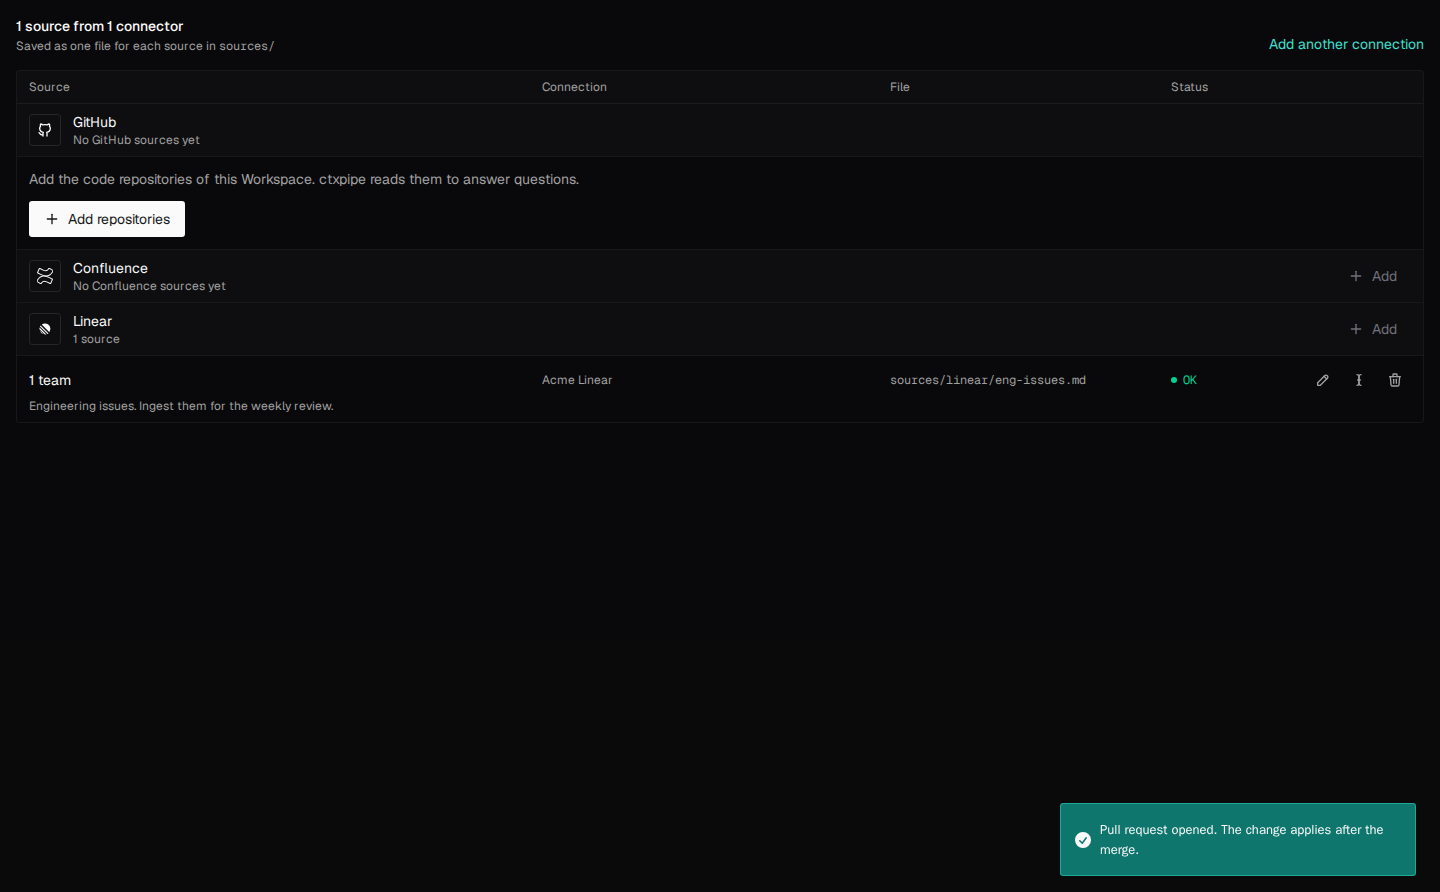 1 source from 1 connector
Saved as one file for each source in sources/
Add another connection
Source Connection File Status
GitHub
No GitHub sources yet
Add the code repositories of this Workspace. ctxpipe reads them to answer questions.
Add repositories
Confluence
No Confluence sources yet
Add
Linear
1 source
Add
1 team Acme Linear sources/linear/eng-issues.md OK
Engineering issues. Ingest them for the weekly review.
Pull request opened. The change applies after the
merge.